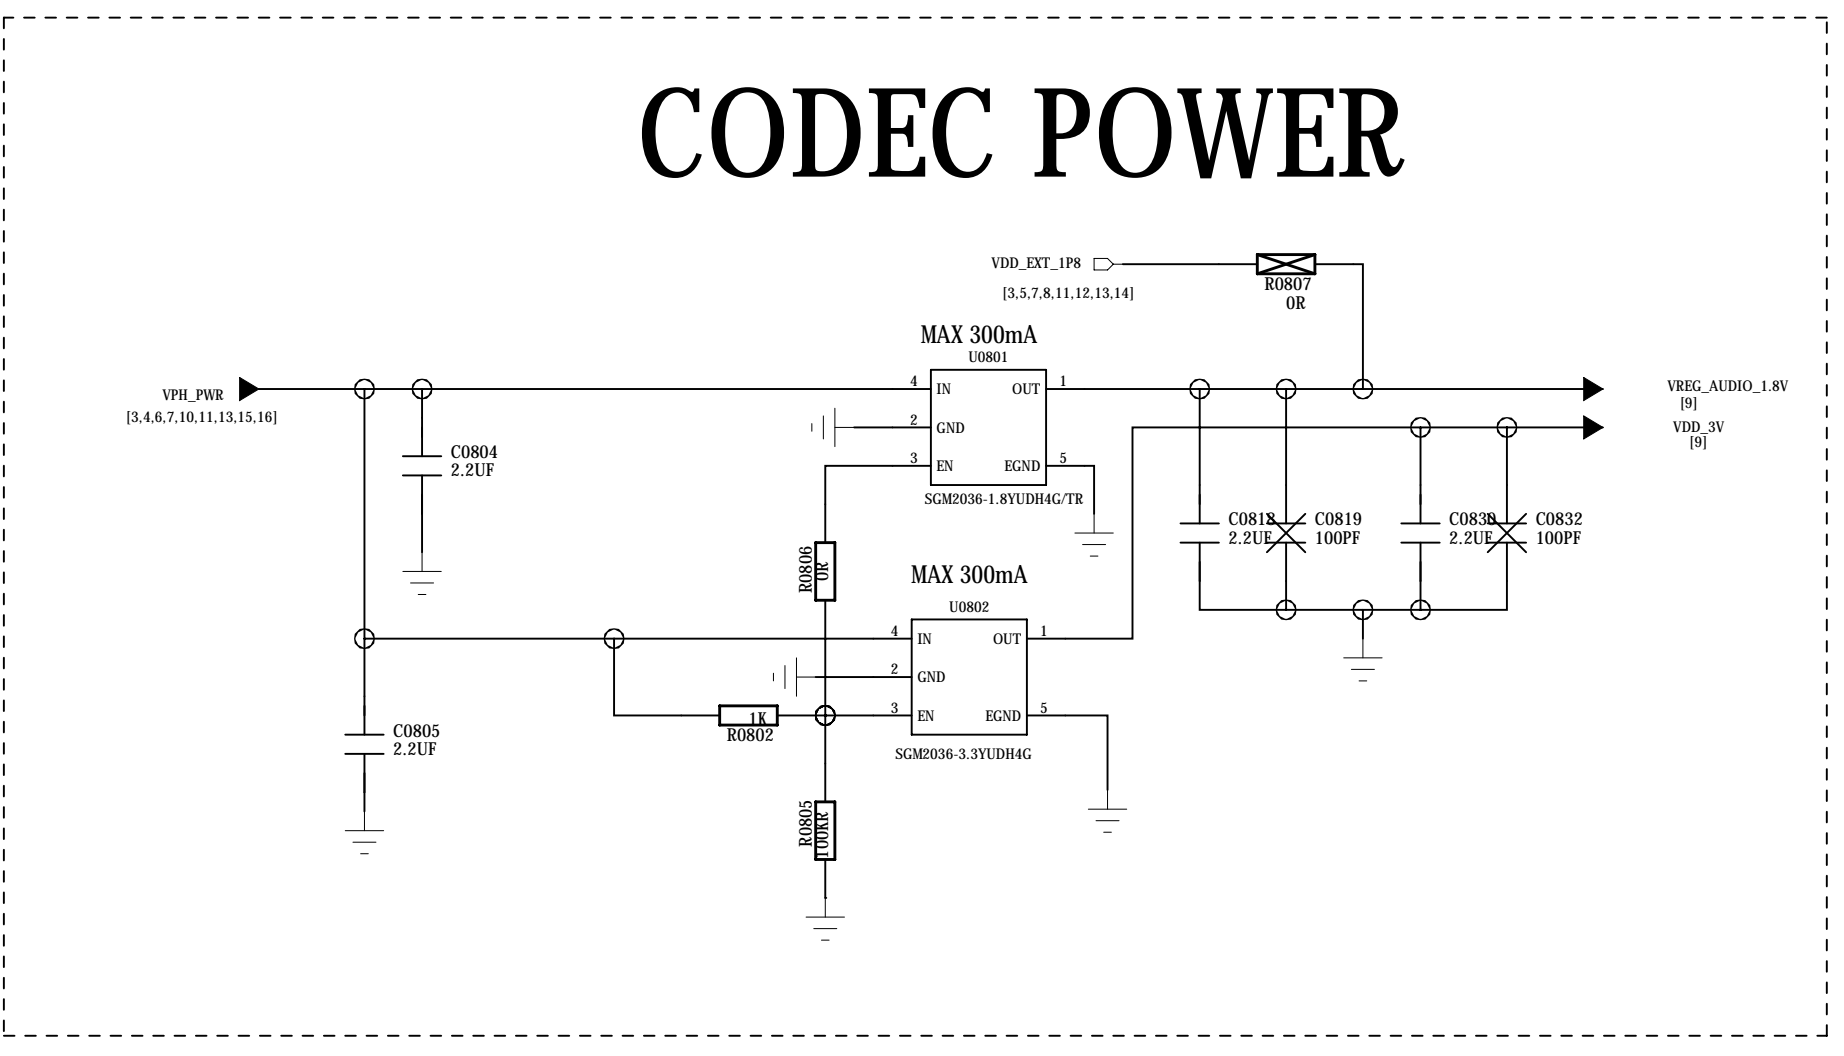 CODEC POWER
VDD_EXT_1P8
[3,5,7,8,11,12,13,14]
R0807
0R
MAX 300mA
U0801
VPH_PWR
[3,4,6,7,10,11,13,15,16]
4 IN OUT 1
2 GND
3 EN EGND 5
SGM2036-1.8YUDH4G/TR
VREG_AUDIO_1.8V
[9]
VDD_3V
[9]
C0804
2.2UF
C0818
2.2UF
C0819
100PF
C0830
2.2UF
C0832
100PF
R0806
0R
MAX 300mA
U0802
4 IN OUT 1
2 GND
3 EN EGND 5
SGM2036-3.3YUDH4G
1K
R0802
C0805
2.2UF
R0805
100KR